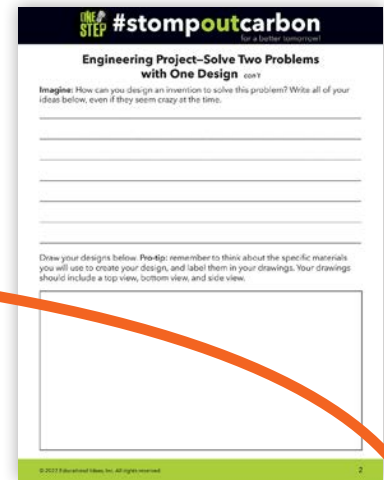 ONE STEP #stompoutcarbon
for a better tomorrow!
Engineering Project—Solve Two Problems
with One Design con't
Imagine: How can you design an invention to solve this problem? Write all of your
ideas below, even if they seem crazy at the time.
Draw your designs below. Pro-tip: remember to think about the specific materials
you will use to create your design, and label them in your drawings. Your drawings
should include a top view, bottom view, and side view.
© 2023 Educational Ideas, Inc. All rights reserved.
2